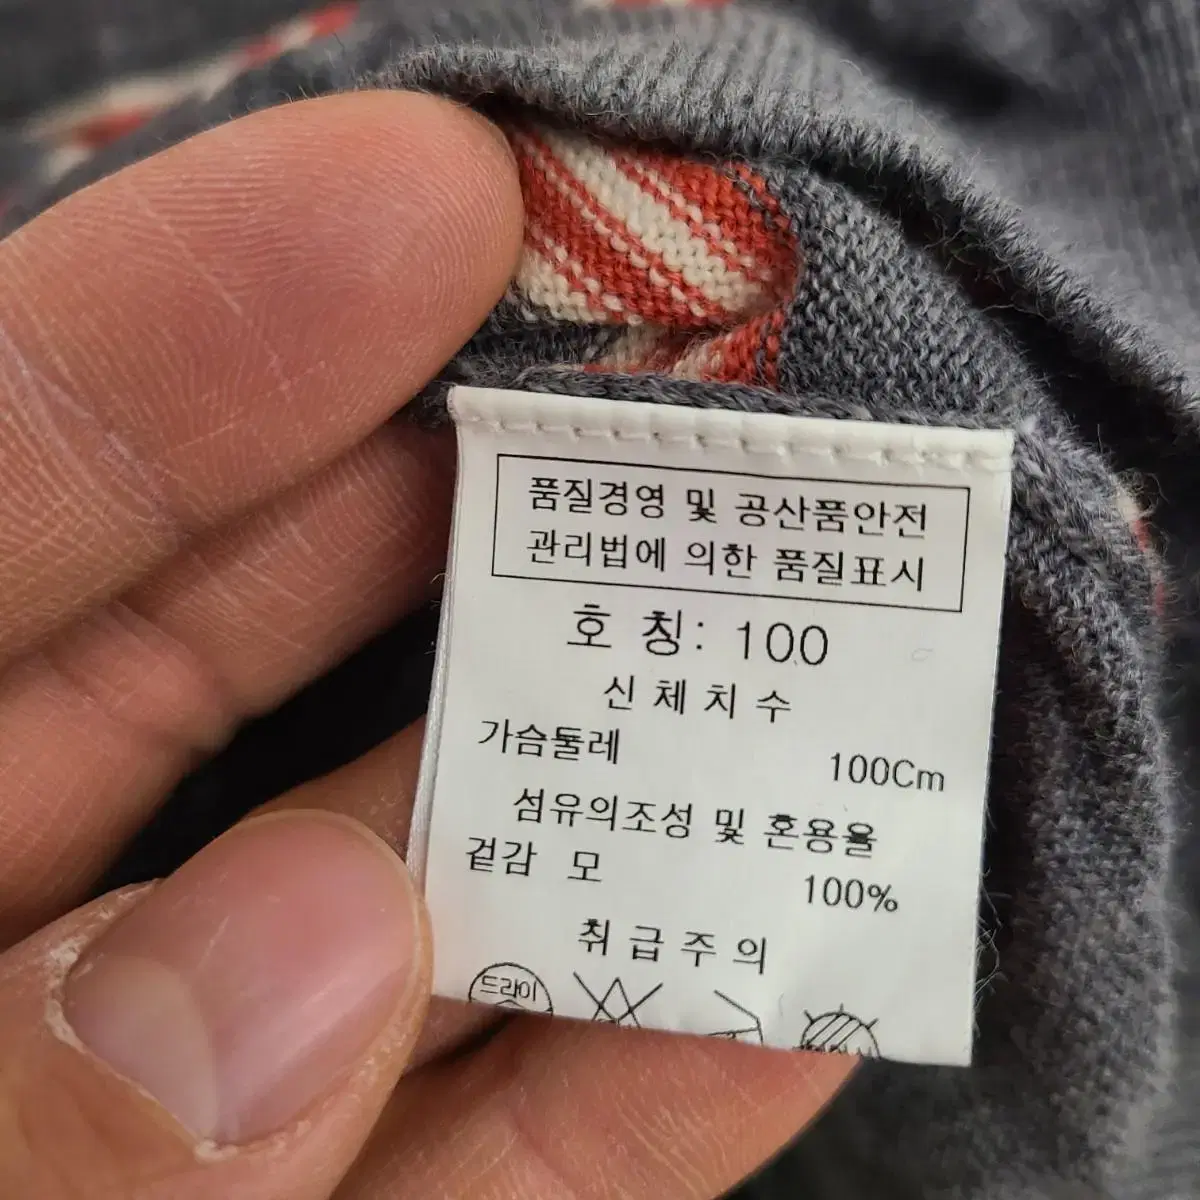 품질경영 및 공산품안전
관리법에 의한 품질표시
호 칭: 100
신 체 치 수
가슴둘레 100Cm
섬유의조성 및 혼용율
겉감 모 100%
취 급 주 의
드라이